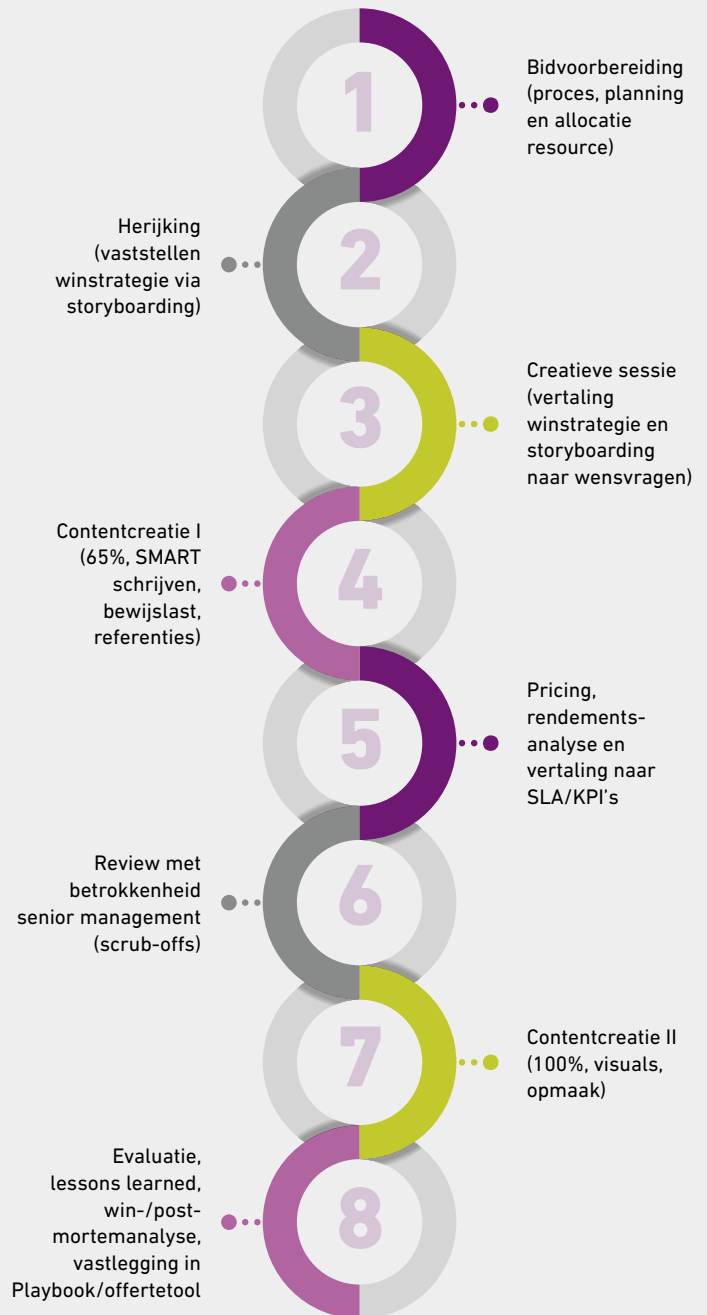 1
Bidvoorbereiding
(proces, planning
en allocatie
resource)
Herijking
(vaststellen
winstrategie via
storyboarding)
2
3
Creatieve sessie
(vertaling
winstrategie en
storyboarding
naar wensvragen)
Contentcreatie I
(65%, SMART
schrijven,
bewijslast,
referenties)
4
5
Pricing,
rendements-
analyse en
vertaling naar
SLA/KPI's
Review met
betrokkenheid
senior management
(scrub-offs)
6
7
Contentcreatie II
(100%, visuals,
opmaak)
Evaluatie,
lessons learned,
win-/post-
mortemanalyse,
vastlegging in
Playbook/offertetool
8